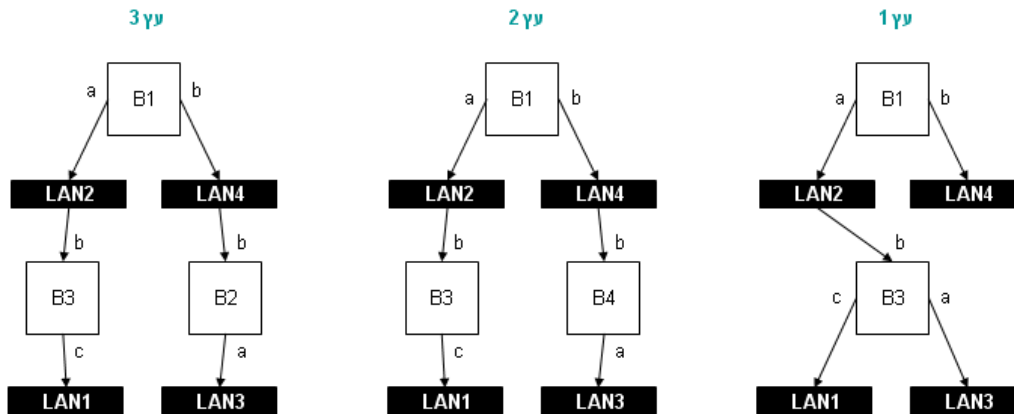 עץ 3
עץ 2
עץ 1
a B1 b
a B1 b
a B1 b
LAN2 LAN4
LAN2 LAN4
LAN2 LAN4
b b
b b
b
B3 B2
B3 B4
c B3 a
c a
c a
LAN1 LAN3
LAN1 LAN3
LAN1 LAN3